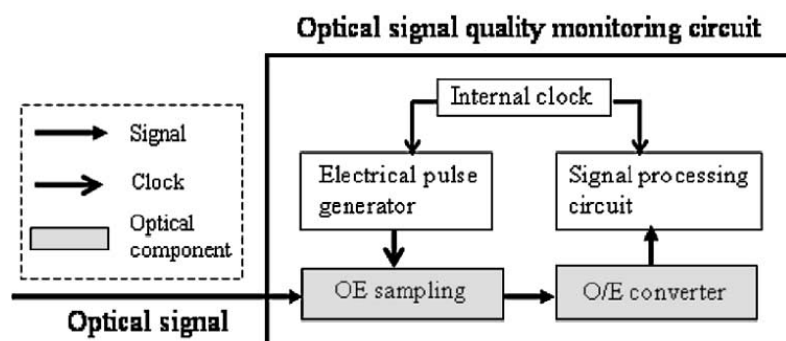 Optical signal quality monitoring circuit
Internal clock
Signal
Clock
Optical
component
Electrical pulse
generator
Signal processing
circuit
OE sampling
O/E converter
Optical signal